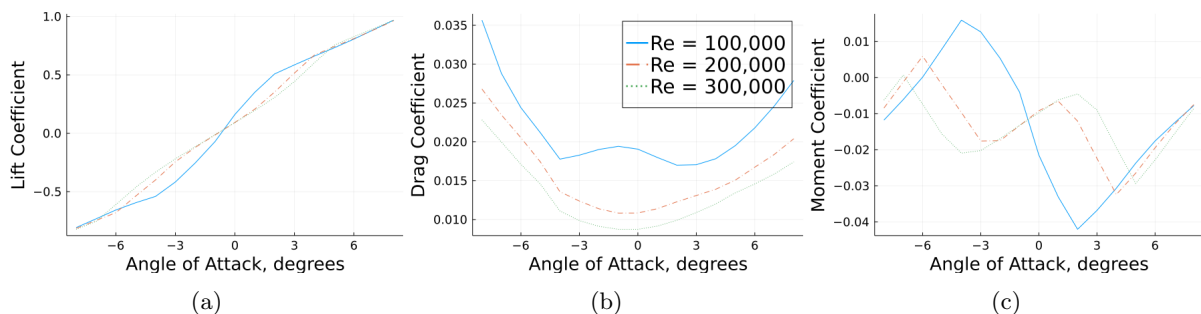 Lift Coefficient
1.0
0.5
0.0
−0.5
−6
−3
0
3
6
Angle of Attack, degrees
(a)
Drag Coefficient
0.035
0.030
0.025
0.020
0.015
0.010
Re = 100,000
Re = 200,000
Re = 300,000
−6
−3
0
3
6
Angle of Attack, degrees
(b)
Moment Coefficient
0.01
0.00
−0.01
−0.02
−0.03
−0.04
−6
−3
0
3
6
Angle of Attack, degrees
(c)